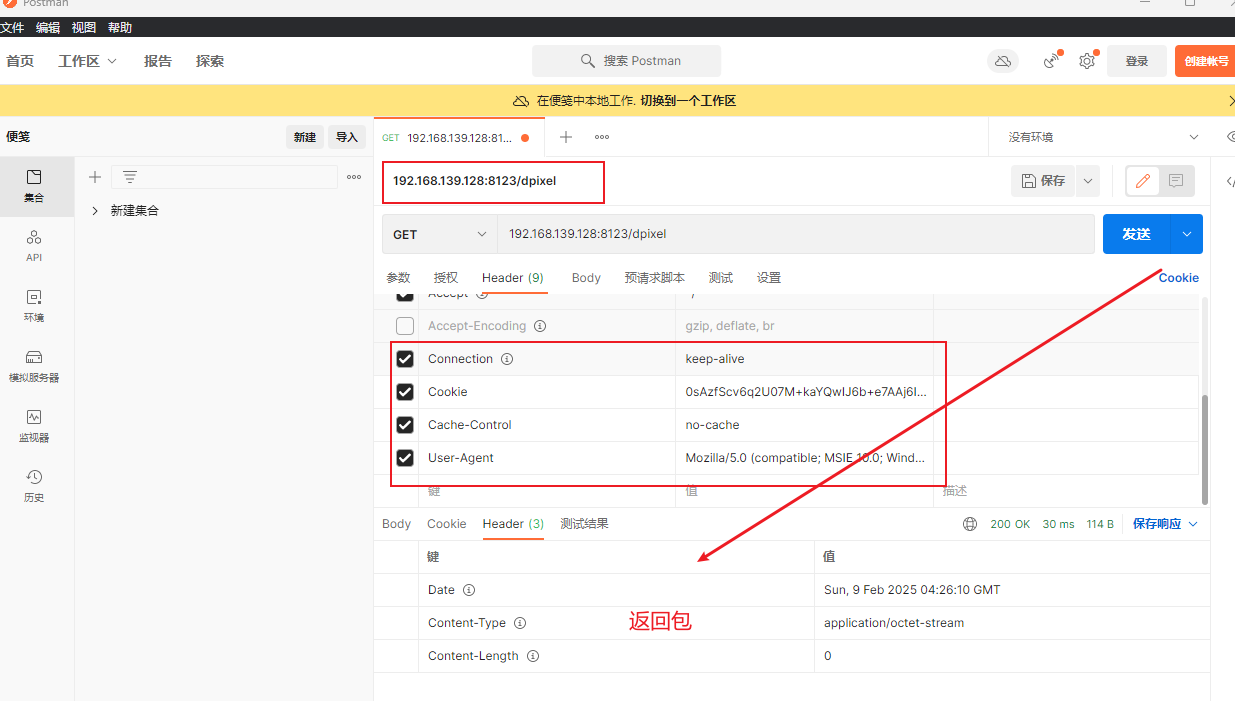 Postman
文件 编辑 视图 帮助
首页 工作区 报告 探索 搜索 Postman 登录 创建帐号
在便笺中本地工作. 切换到一个工作区
便笺 新建 导入 GET 192.168.139.128:81... 没有环境
192.168.139.128:8123/dpixel 保存
集合
新建集合
GET 192.168.139.128:8123/dpixel 发送
API
参数 授权 Header (9) Body 预请求脚本 测试 设置 Cookie
Accept */*
环境
Accept-Encoding gzip, deflate, br
Connection keep-alive
模拟服务器
Cookie 0sAzfScv6q2U07M+kaYQwIJ6b+e7AAj6I...
Cache-Control no-cache
监视器
User-Agent Mozilla/5.0 (compatible; MSIE 10.0; Wind...
键 值 描述
历史
Body Cookie Header (3) 测试结果 200 OK 30 ms 114 B 保存响应
键 值
Date Sun, 9 Feb 2025 04:26:10 GMT
Content-Type application/octet-stream
返回包
Content-Length 0